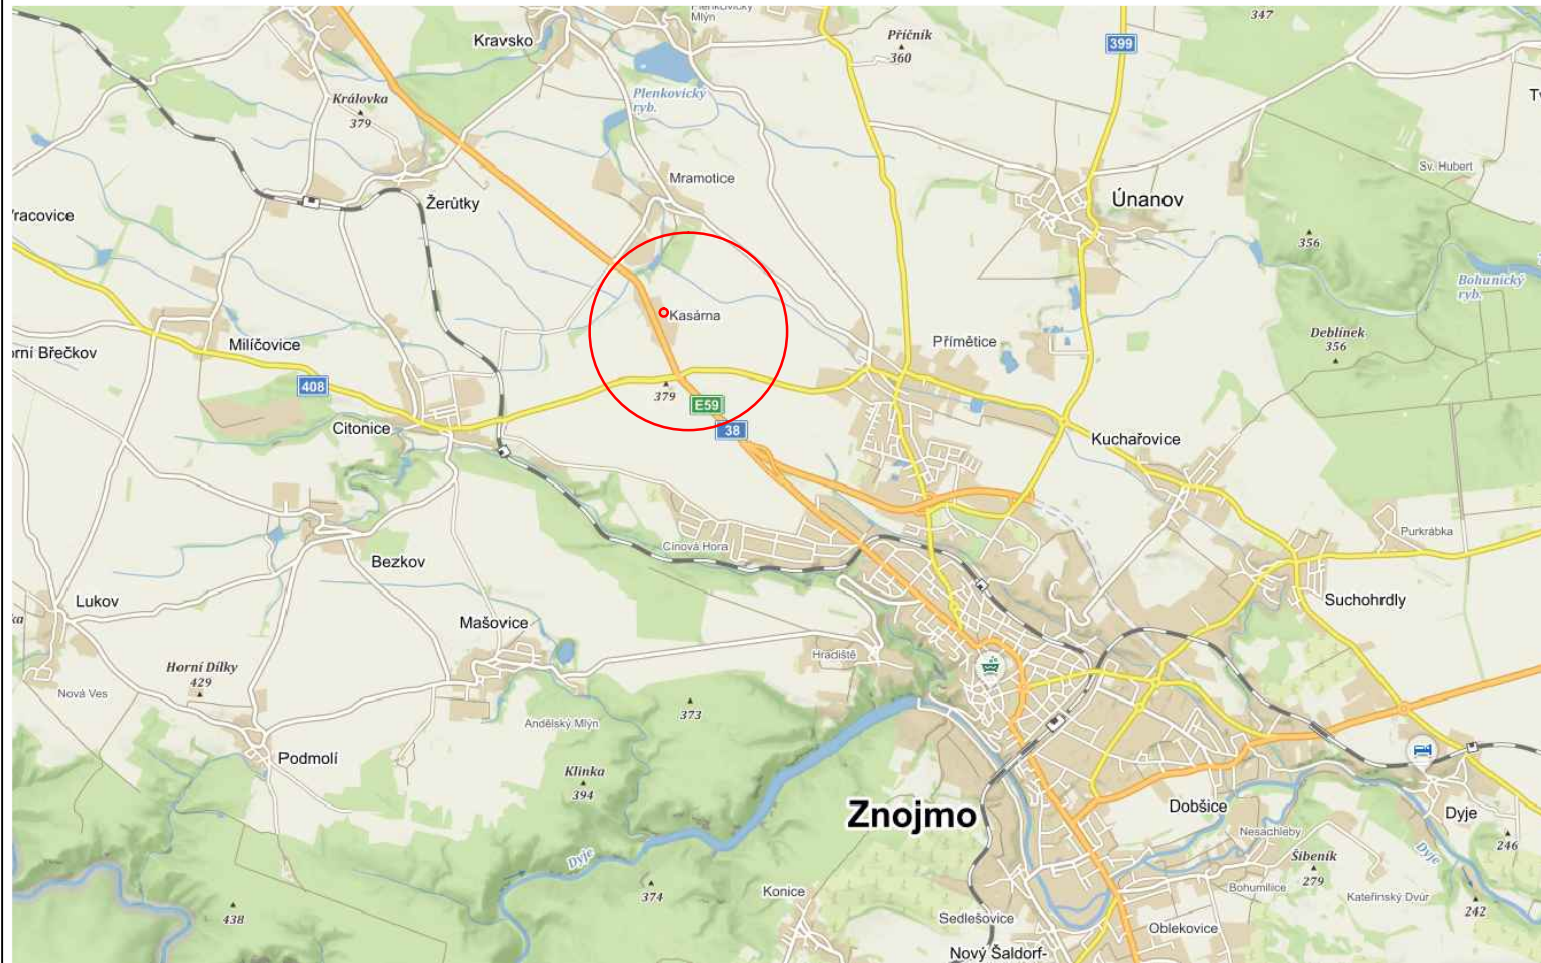 Mlýn
347
Kravsko
Příčník
360
399
Plenkovický
ryb.
Královka
379
Sv. Hubert
Mramotice
Žerůtky
Únanov
racovice
356
Bohunický
ryb.
Kasárna
Deblínek
356
Milíčovice
Přímětice
rní Břečkov
408
379
E59
38
Citonice
Kuchařovice
Purkrábka
Cínová Hora
Bezkov
Lukov
Suchohrdly
Mašovice
Hradiště
Horní Dílky
429
Nová Ves
373
Andělský Mlýn
Podmolí
Klinka
394
Znojmo
Dobšice
Dyje
Nesachleby
246
Dyje
Dyje
Šibeník
279
374
Konice
Bohumilice
Kateřinský Dvůr
438
Sedlešovice
242
Oblekovice
Nový Šaldorf-